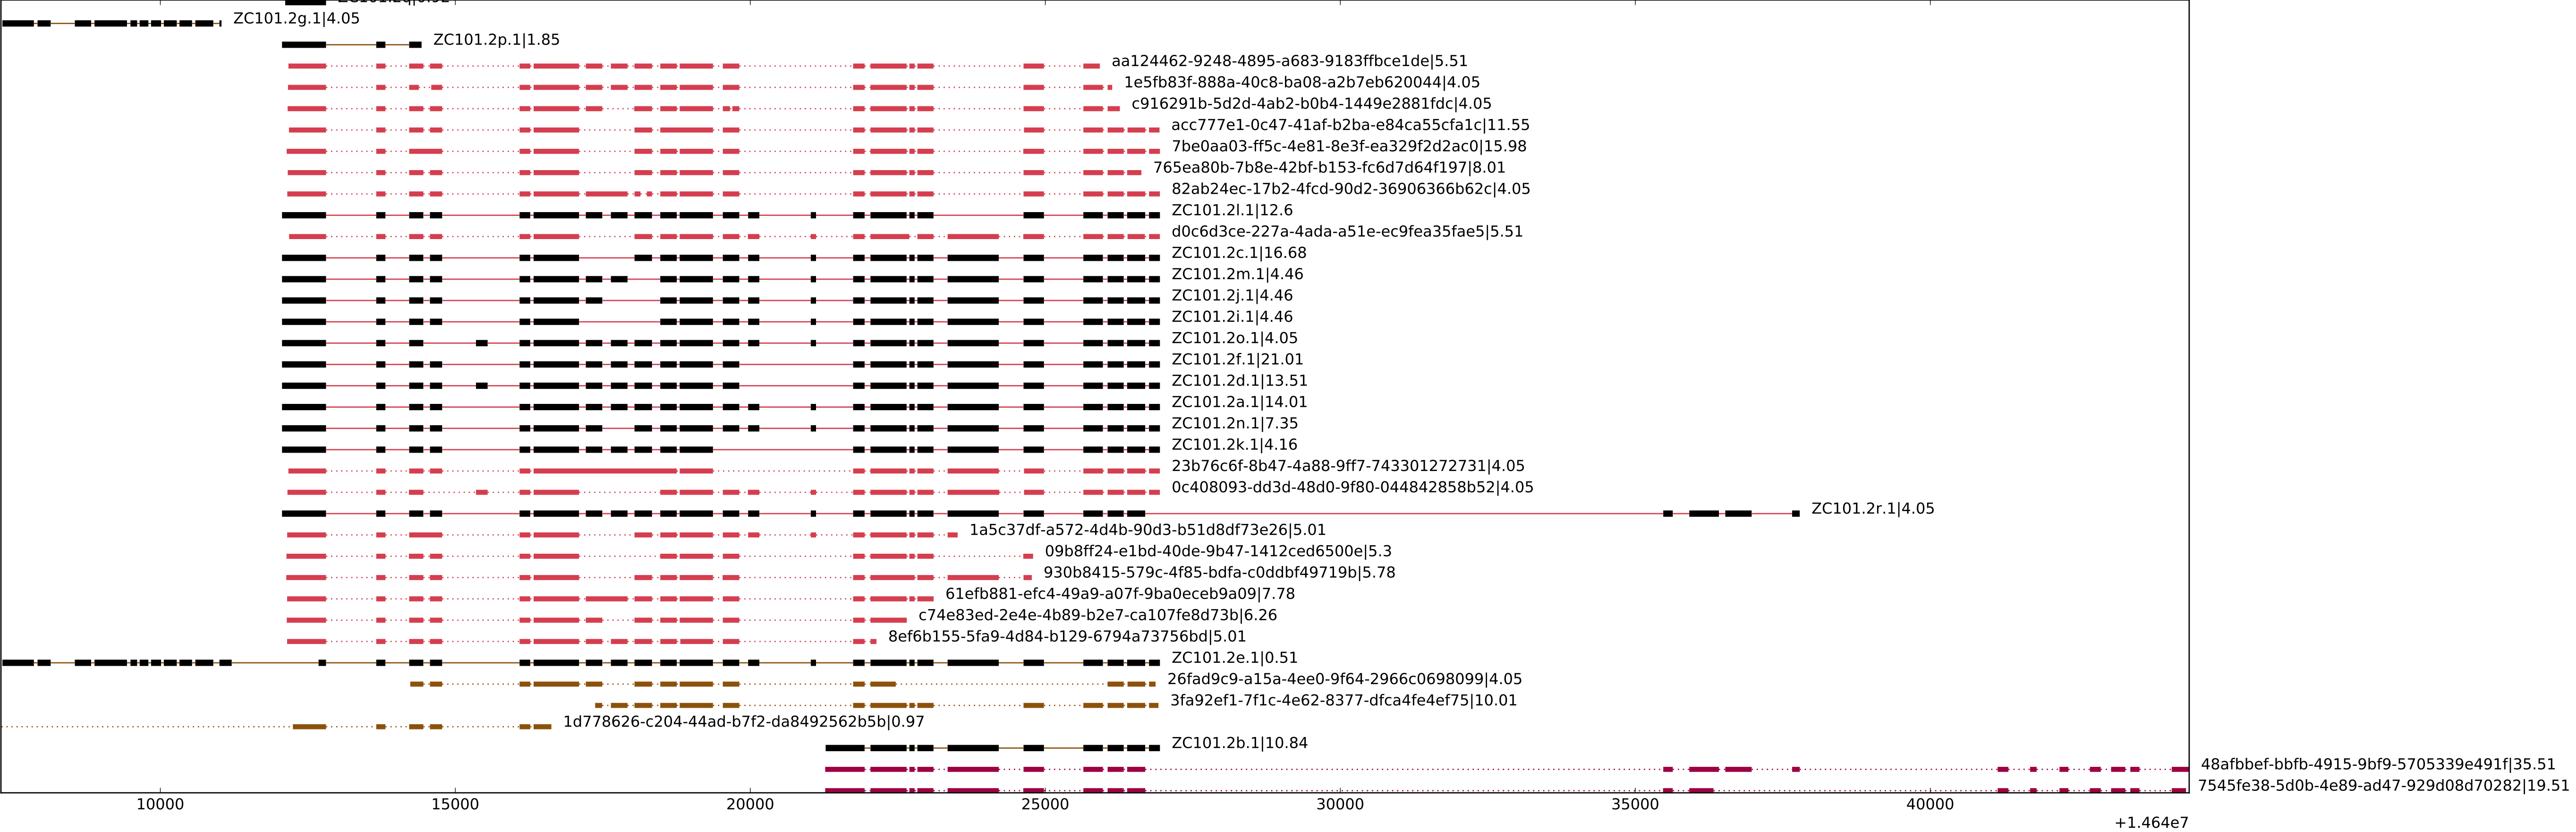 ZC101.2g.1|4.05
ZC101.2p.1|1.85
aa124462-9248-4895-a683-9183ffbce1de|5.51
1e5fb83f-888a-40c8-ba08-a2b7eb620044|4.05
c916291b-5d2d-4ab2-b0b4-1449e2881fdc|4.05
acc777e1-0c47-41af-b2ba-e84ca55cfa1c|11.55
7be0aa03-ff5c-4e81-8e3f-ea329f2d2ac0|15.98
765ea80b-7b8e-42bf-b153-fc6d7d64f197|8.01
82ab24ec-17b2-4fcd-90d2-36906366b62c|4.05
ZC101.2l.1|12.6
d0c6d3ce-227a-4ada-a51e-ec9fea35fae5|5.51
ZC101.2c.1|16.68
ZC101.2m.1|4.46
ZC101.2j.1|4.46
ZC101.2i.1|4.46
ZC101.2o.1|4.05
ZC101.2f.1|21.01
ZC101.2d.1|13.51
ZC101.2a.1|14.01
ZC101.2n.1|7.35
ZC101.2k.1|4.16
23b76c6f-8b47-4a88-9ff7-743301272731|4.05
0c408093-dd3d-48d0-9f80-044842858b52|4.05
ZC101.2r.1|4.05
1a5c37df-a572-4d4b-90d3-b51d8df73e26|5.01
09b8ff24-e1bd-40de-9b47-1412ced6500e|5.3
930b8415-579c-4f85-bdfa-c0ddbf49719b|5.78
61efb881-efc4-49a9-a07f-9ba0eceb9a09|7.78
c74e83ed-2e4e-4b89-b2e7-ca107fe8d73b|6.26
8ef6b155-5fa9-4d84-b129-6794a73756bd|5.01
ZC101.2e.1|0.51
26fad9c9-a15a-4ee0-9f64-2966c0698099|4.05
3fa92ef1-7f1c-4e62-8377-dfca4fe4ef75|10.01
1d778626-c204-44ad-b7f2-da8492562b5b|0.97
ZC101.2b.1|10.84
48afbbef-bbfb-4915-9bf9-5705339e491f|35.51
7545fe38-5d0b-4e89-ad47-929d08d70282|19.51
10000 15000 20000 25000 30000 35000 40000
+1.464e7